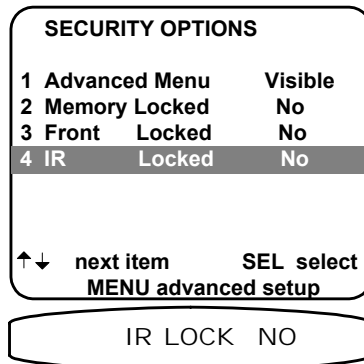 SECURITY OPTIONS
1 Advanced Menu Visible
2 Memory Locked No
3 Front Locked No
4 IR Locked No
↑↓ next item SEL select
MENU advanced setup
IR LOCK NO